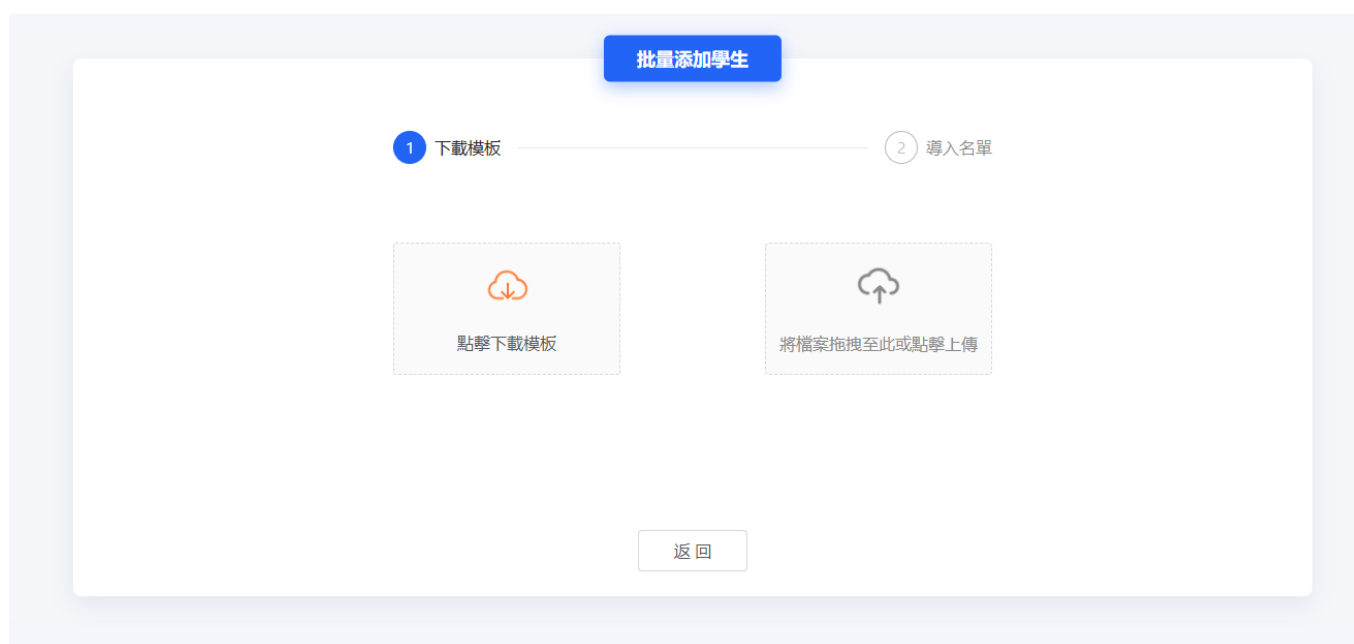 批量添加學生
1 下載模板
2 導入名單
點擊下載模板
將檔案拖拽至此或點擊上傳
返回